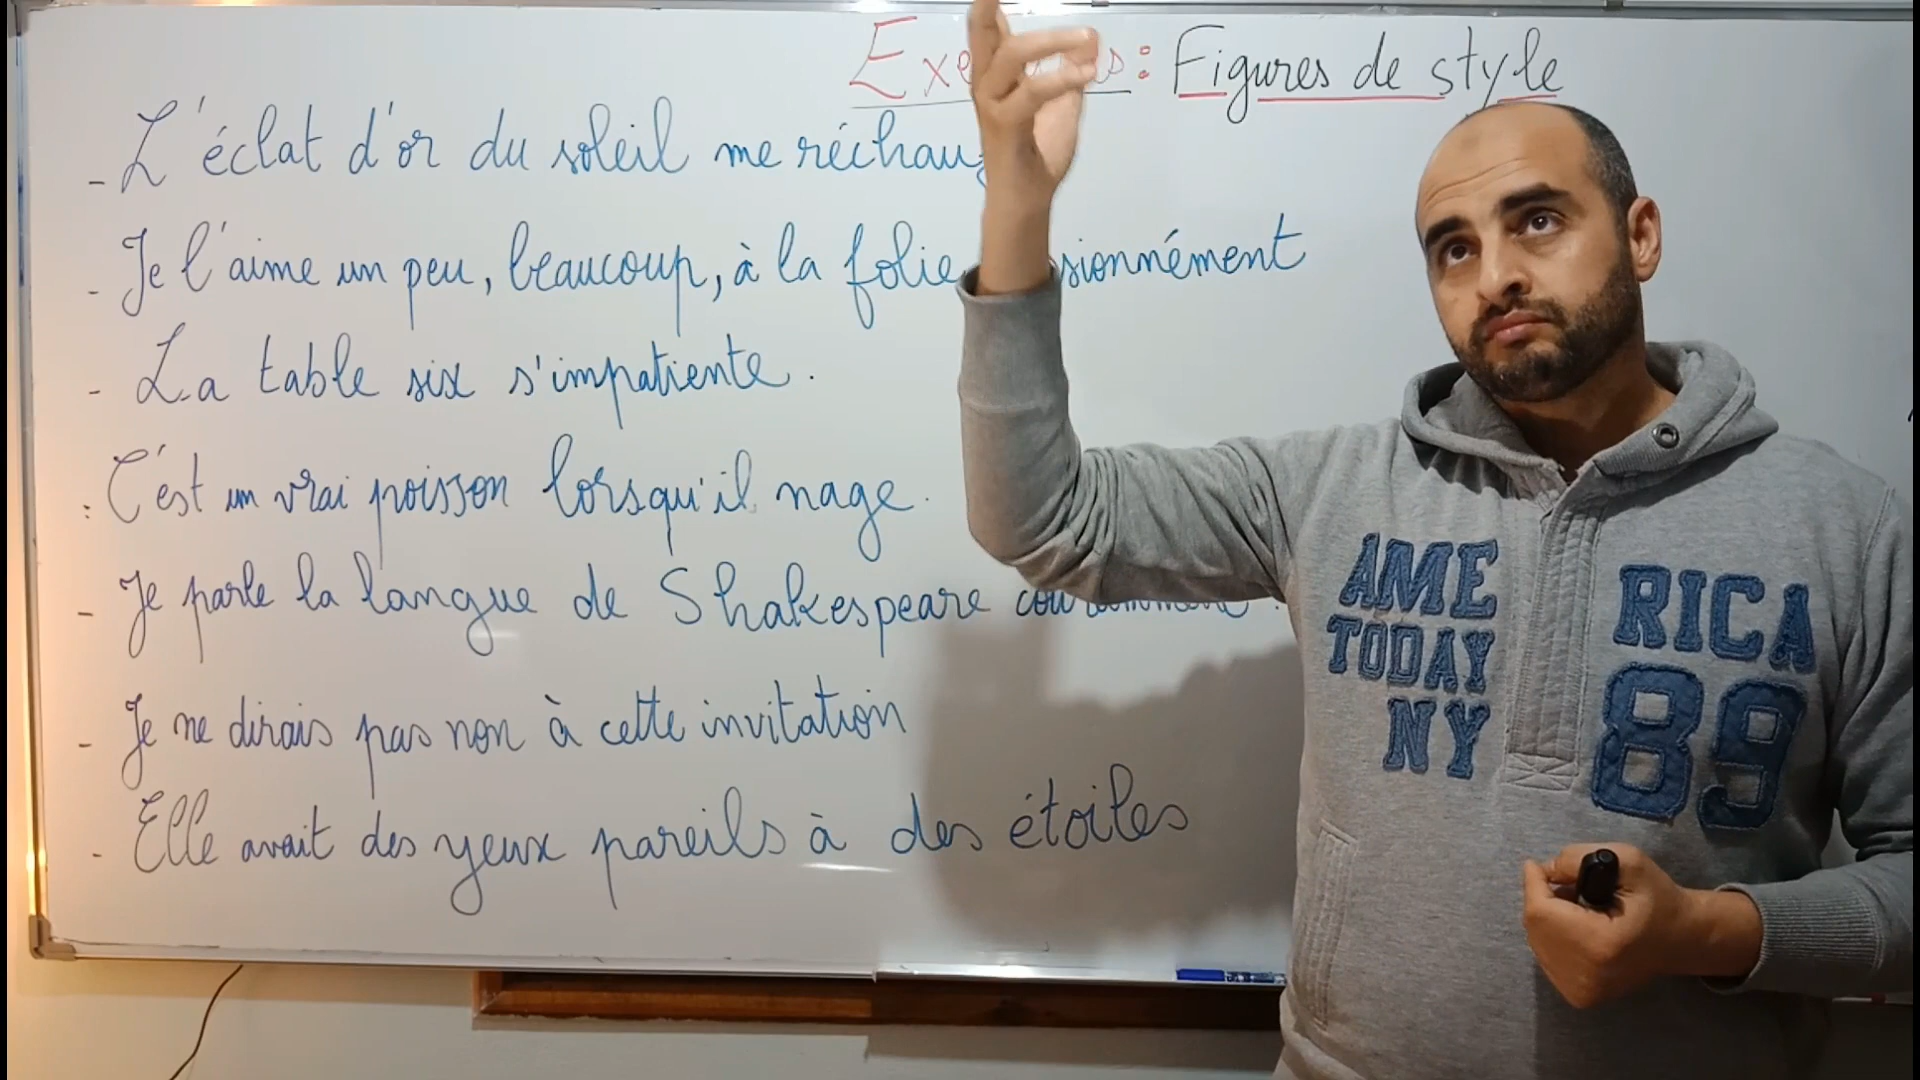 Figures de style
- L'éclat d'or du soleil me
- Je l'aime un peu, beaucoup, à la folie
- La table six s'impatiente.
- C'est un vrai poisson lorsqu'il nage.
- Je parle la langue de Shakespeare
- Je ne dirais pas non à cette invitation
- Elle avait des yeux pareils à des étoiles
AME RICA
TODAY 89
NY